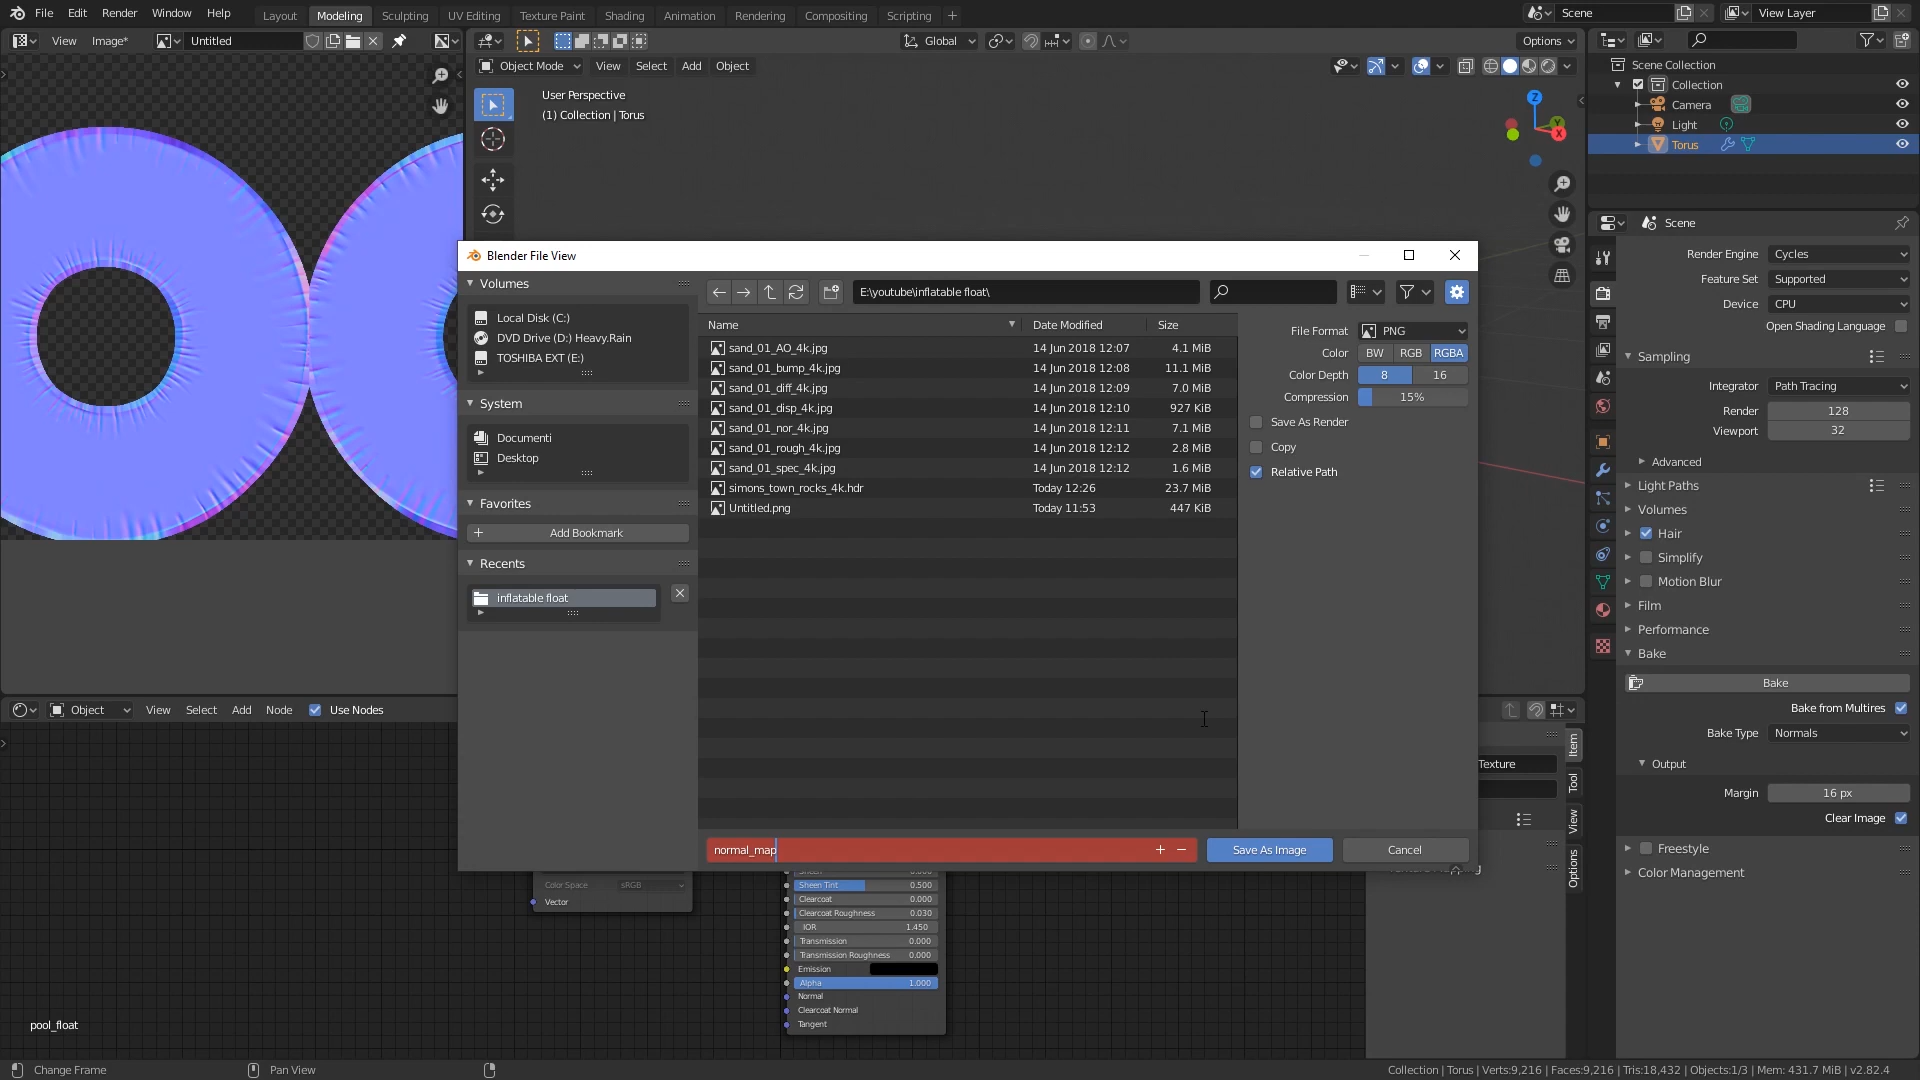 File Edit Render Window Help Layout Modeling Sculpting UV Editing Texture Paint Shading Animation Rendering Compositing Scripting + Scene View Layer
View Image* Untitled Global Options
Object Mode View Select Add Object
User Perspective
(1) Collection | Torus
Z
Y
X
Scene Collection
Collection
Camera
Light
Torus
Scene
Render Engine Cycles
Feature Set Supported
Device CPU
Open Shading Language
Sampling
Integrator Path Tracing
Render 128
Viewport 32
Advanced
Light Paths
Volumes
Hair
Simplify
Motion Blur
Film
Performance
Bake
Bake
Bake from Multires
Bake Type Normals
Output
Margin 16 px
Clear Image
Freestyle
Color Management
Blender File View
Volumes
Local Disk (C:)
DVD Drive (D:) Heavy.Rain
TOSHIBA EXT (E:)
System
Documenti
Desktop
Favorites
Add Bookmark
Recents
inflatable float
E:\youtube\inflatable float\
Name Date Modified Size
sand_01_AO_4k.jpg 14 Jun 2018 12:07 4.1 MiB
sand_01_bump_4k.jpg 14 Jun 2018 12:08 11.1 MiB
sand_01_diff_4k.jpg 14 Jun 2018 12:09 7.0 MiB
sand_01_disp_4k.jpg 14 Jun 2018 12:10 927 KiB
sand_01_nor_4k.jpg 14 Jun 2018 12:11 7.1 MiB
sand_01_rough_4k.jpg 14 Jun 2018 12:12 2.8 MiB
sand_01_spec_4k.jpg 14 Jun 2018 12:12 1.6 MiB
simons_town_rocks_4k.hdr Today 12:26 23.7 MiB
Untitled.png Today 11:53 447 KiB
File Format PNG
Color BW RGB RGBA
Color Depth 8 16
Compression 15%
Save As Render
Copy
Relative Path
normal_map + − Save As Image Cancel
Object View Select Add Node Use Nodes
Texture
Item
Tool
View
Options
Color Space sRGB
Vector
Sheen Tint 0.500
Clearcoat 0.000
Clearcoat Roughness 0.030
IOR 1.450
Transmission 0.000
Transmission Roughness 0.000
Emission
Alpha 1.000
Normal
Clearcoat Normal
Tangent
pool_float
Change Frame Pan View Collection | Torus | Verts:9,216 | Faces:9,216 | Tris:18,432 | Objects:1/3 | Mem: 431.7 MiB | v2.82.4